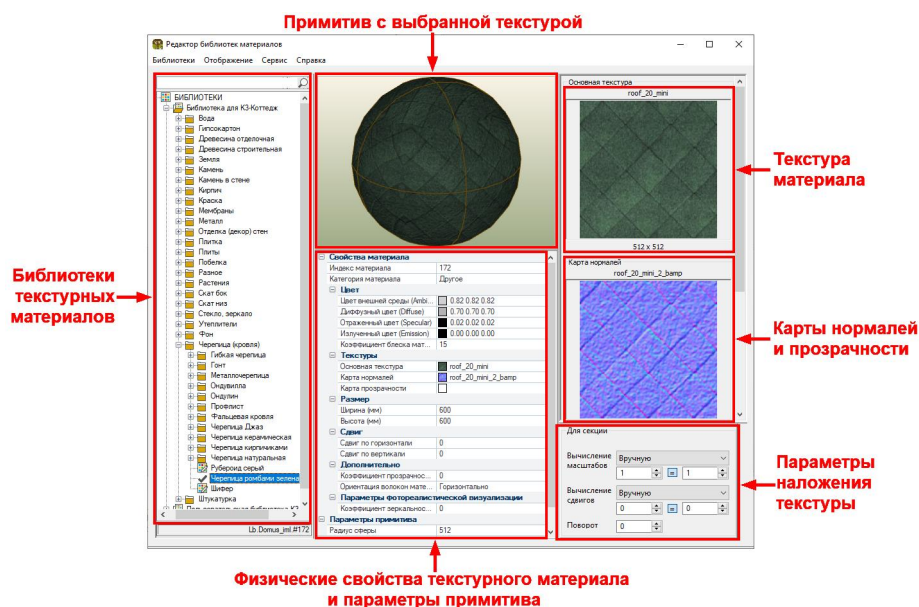 Примитив с выбранной текстурой
Редактор библиотек материалов
Библиотеки Отображение Сервис Справка
БИБЛИОТЕКИ
Библиотека для К3-Коттедж
Вода
Гипсокартон
Древесина отделочная
Древесина строительная
Земля
Камень
Камень в стене
Кирпич
Краска
Мембраны
Металл
Отделка (декор) стен
Плитка
Плиты
Побелка
Разное
Растения
Скат бок
Скат низ
Стекло, зеркало
Утеплители
Фон
Черепица (кровля)
Гибкая черепица
Гонт
Металлочерепица
Ондувилла
Ондулин
Профлист
Фальцевая кровля
Черепица Джаз
Черепица керамическая
Черепица кирпичиками
Черепица натуральная
Рубероид серый
Черепица ромбами зелена
Шифер
Штукатурка
Lb.Domus_iml.#172
Библиотеки
текстурных
материалов
Свойства материала
Индекс материала 172
Категория материала Другое
Цвет
Цвет внешней среды (Ambi... 0.82 0.82 0.82
Диффузный цвет (Diffuse) 0.70 0.70 0.70
Отраженный цвет (Specular) 0.02 0.02 0.02
Излученный цвет (Emission) 0.00 0.00 0.00
Коэффициент блеска мат... 15
Текстуры
Основная текстура roof_20_mini
Карта нормалей roof_20_mini_2_bamp
Карта прозрачности
Размер
Ширина (мм) 600
Высота (мм) 600
Сдвиг
Сдвиг по горизонтали 0
Сдвиг по вертикали 0
Дополнительно
Коэффициент прозрачнос... 0
Ориентация волокон мате... Горизонтально
Параметры фотореалистической визуализации
Коэффициент зеркальнос... 0
Параметры примитива
Радиус сферы 512
Физические свойства текстурного материала
и параметры примитива
Основная текстура
roof_20_mini
512 x 512
Текстура
материала
Карта нормалей
roof_20_mini_2_bamp
Карты нормалей
и прозрачности
Для секции
Вычисление масштабов Вручную
1 = 1
Вычисление сдвигов Вручную
0 = 0
Поворот 0
Параметры
наложения
текстуры